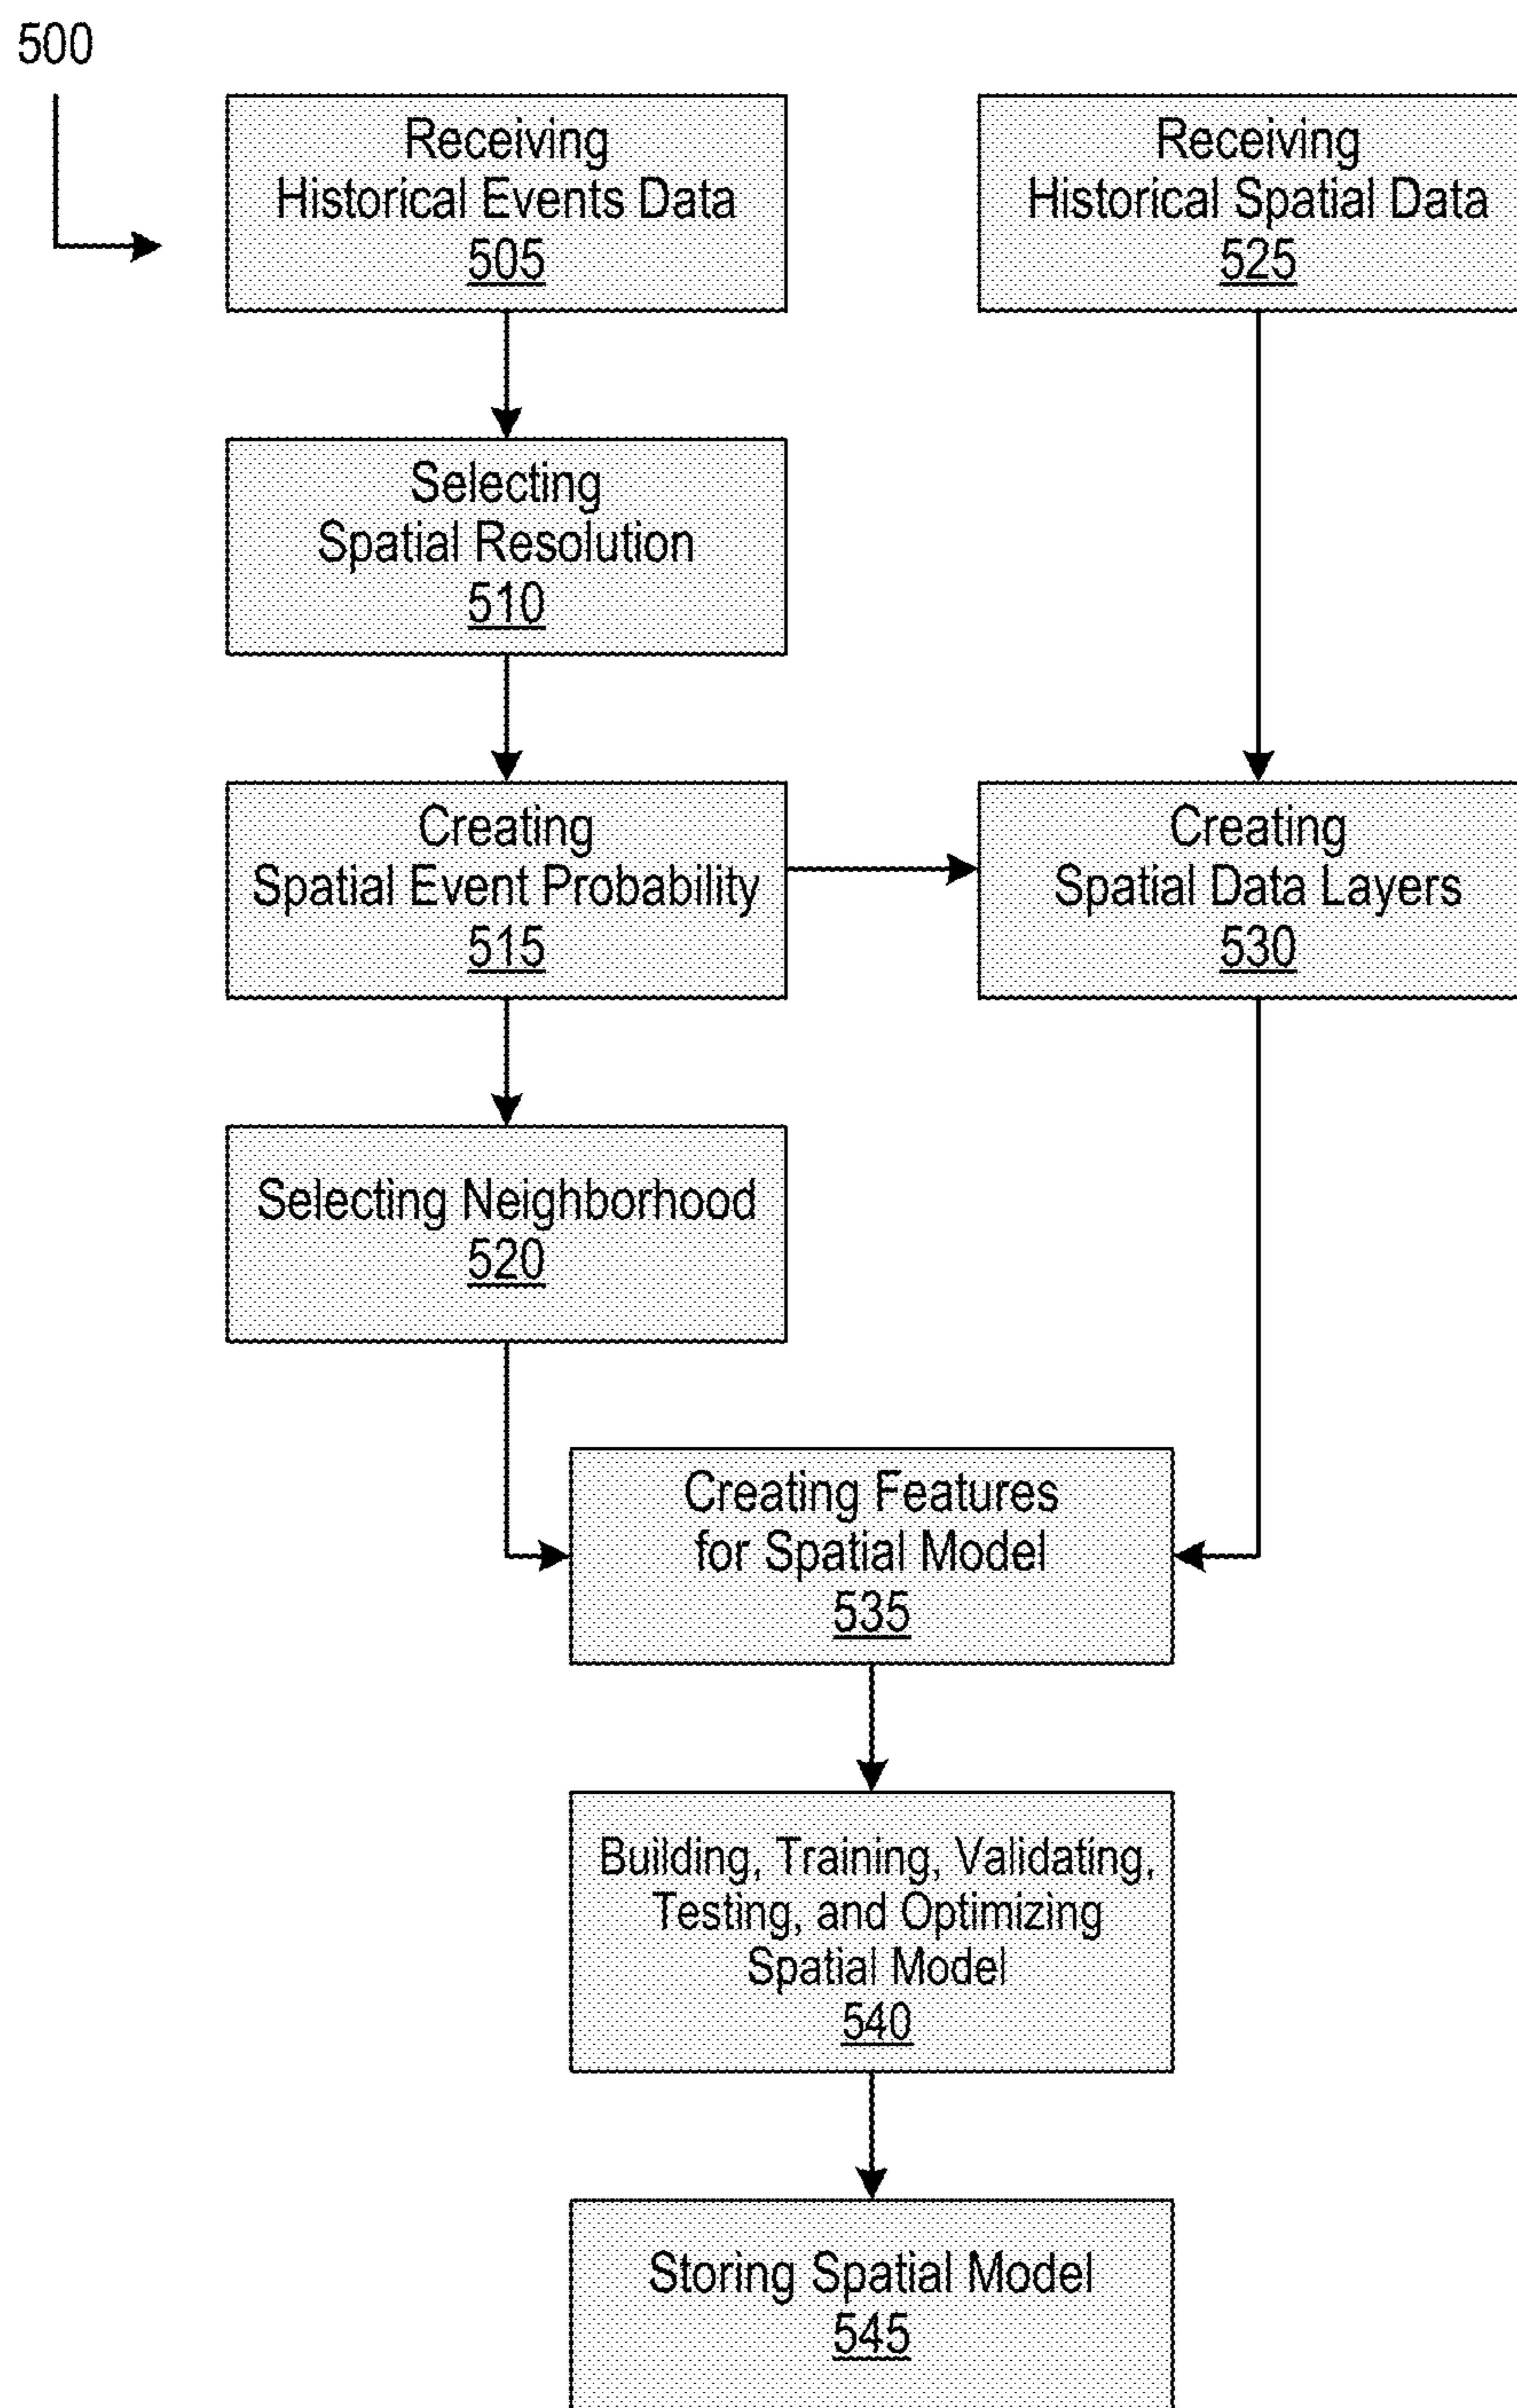 500
Receiving
Historical Events Data
505
Receiving
Historical Spatial Data
525
Selecting
Spatial Resolution
510
Creating
Spatial Event Probability
515
Creating
Spatial Data Layers
530
Selecting Neighborhood
520
Creating Features
for Spatial Model
535
Building, Training, Validating,
Testing, and Optimizing
Spatial Model
540
Storing Spatial Model
545